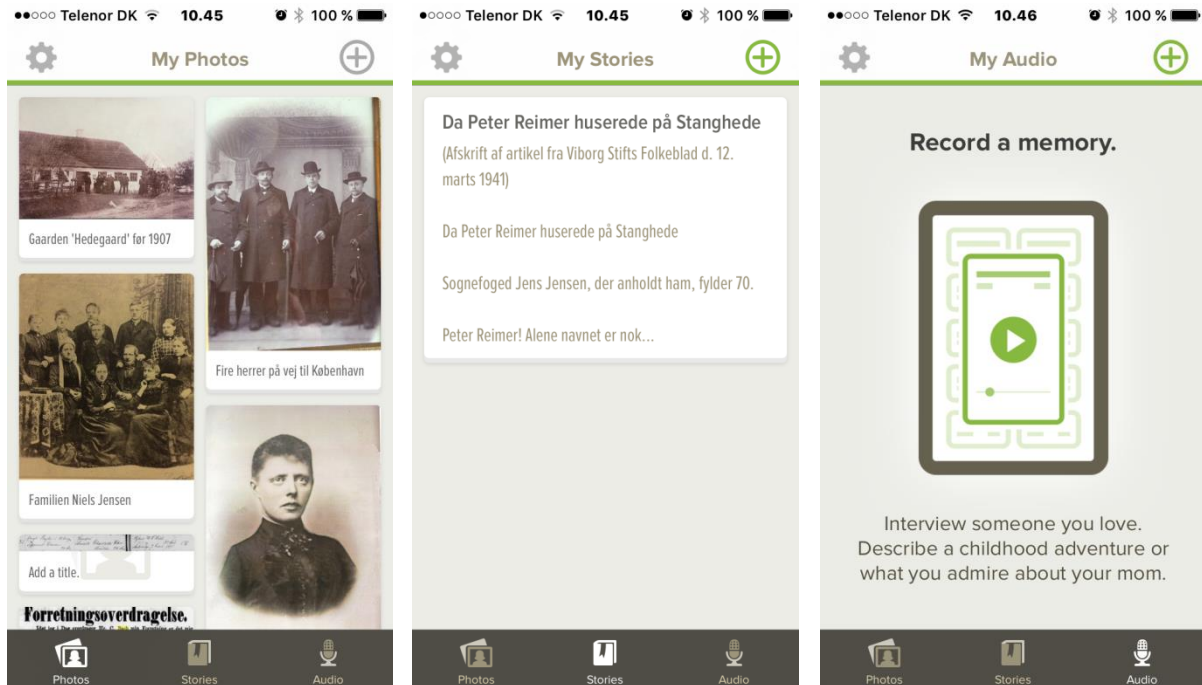 Telenor DK 10.45 100 %
My Photos
Gaarden 'Hedegaard' før 1907
Familien Niels Jensen
Add a title.
Forretningsoverdragelse.
Fire herrer på vej til København
Photos Stories Audio
Telenor DK 10.45 100 %
My Stories
Da Peter Reimer huserede på Stanghede
(Afskrift af artikel fra Viborg Stifts Folkeblad d. 12.
marts 1941)
Da Peter Reimer huserede på Stanghede
Sognefoged Jens Jensen, der anholdt ham, fylder 70.
Peter Reimer! Alene navnet er nok...
Photos Stories Audio
Telenor DK 10.46 100 %
My Audio
Record a memory.
Interview someone you love.
Describe a childhood adventure or
what you admire about your mom.
Photos Stories Audio